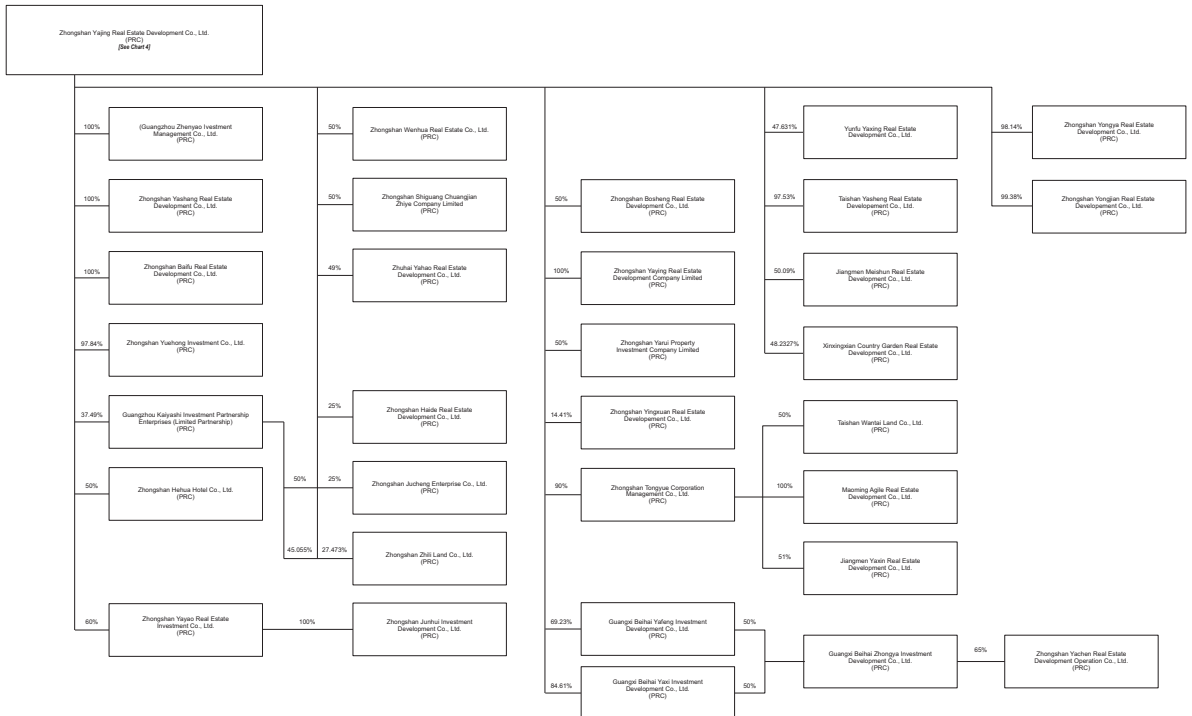 Zhongshan Yajing Real Estate Development Co., Ltd.
(PRC)
[See Chart 4]
100%
(Guangzhou Zhenyao Ivestment
Management Co., Ltd.
(PRC)
100%
Zhongshan Yashang Real Estate
Development Co., Ltd.
(PRC)
100%
Zhongshan Baifu Real Estate
Development Co., Ltd.
(PRC)
97.84%
Zhongshan Yuehong Investment Co., Ltd.
(PRC)
37.49%
Guangzhou Kaiyashi Investment Partnership
Enterprises (Limited Partnership)
(PRC)
50%
Zhongshan Hehua Hotel Co., Ltd.
(PRC)
60%
Zhongshan Yayao Real Estate
Investment Co., Ltd.
(PRC)
50%
Zhongshan Wenhua Real Estate Co., Ltd.
(PRC)
50%
Zhongshan Shiguang Chuangjian
Zhiye Company Limited
(PRC)
49%
Zhuhai Yahao Real Estate
Development Co., Ltd.
(PRC)
25%
Zhongshan Haide Real Estate
Development Co., Ltd.
(PRC)
50%
25%
Zhongshan Jucheng Enterprise Co., Ltd.
(PRC)
45.055%
27.473%
Zhongshan Zhili Land Co., Ltd.
(PRC)
100%
Zhongshan Junhui Investment
Development Co., Ltd.
(PRC)
50%
Zhongshan Bosheng Real Estate
Development Co., Ltd.
(PRC)
100%
Zhongshan Yaying Real Estate
Development Company Limited
(PRC)
50%
Zhongshan Yarui Property
Investment Company Limited
(PRC)
14.41%
Zhongshan Yingxuan Real Estate
Developement Co., Ltd.
(PRC)
90%
Zhongshan Tongyue Corporation
Management Co., Ltd.
(PRC)
69.23%
Guangxi Beihai Yafeng Investment
Development Co., Ltd.
(PRC)
50%
84.61%
Guangxi Beihai Yaxi Investment
Development Co., Ltd.
(PRC)
50%
47.631%
Yunfu Yaxing Real Estate
Development Co., Ltd.
97.53%
Taishan Yasheng Real Estate
Developement Co., Ltd.
(PRC)
50.09%
Jiangmen Meishun Real Estate
Development Co., Ltd.
(PRC)
48.2327%
Xinxingxian Country Garden Real Estate
Development Co., Ltd.
(PRC)
50%
Taishan Wantai Land Co., Ltd.
(PRC)
100%
Maoming Agile Real Estate
Development Co., Ltd.
(PRC)
51%
Jiangmen Yaxin Real Estate
Development Co., Ltd.
(PRC)
Guangxi Beihai Zhongya Investment
Development Co., Ltd.
(PRC)
65%
Zhongshan Yachen Real Estate
Development Operation Co., Ltd.
(PRC)
98.14%
Zhongshan Yongya Real Estate
Development Co., Ltd.
(PRC)
99.38%
Zhongshan Yongjian Real Estate
Developement Co., Ltd.
(PRC)